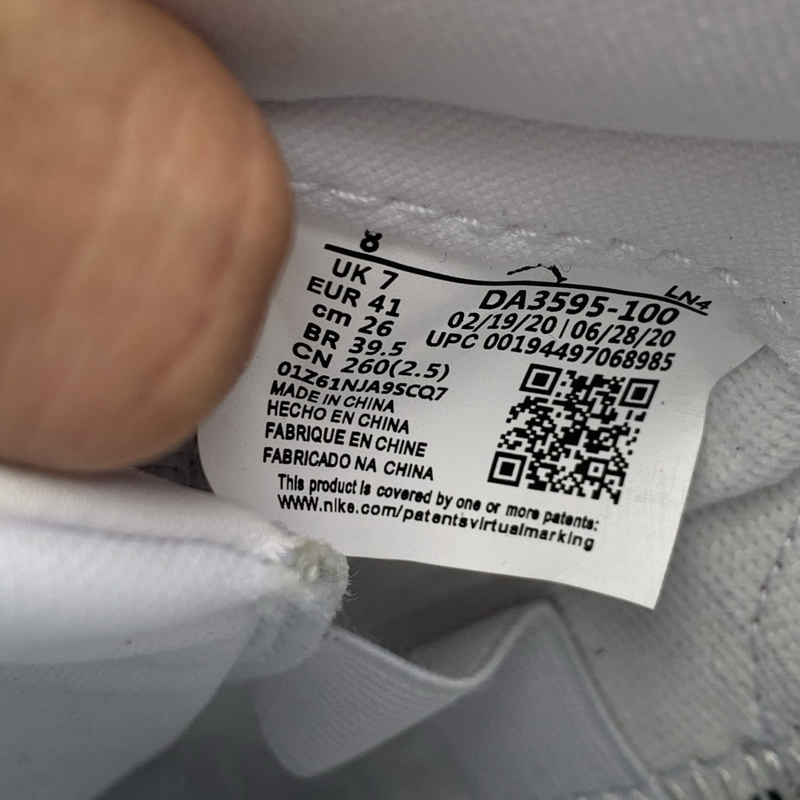 8
LN4
UK 7
EUR 41
cm 26
BR 39.5
CN 260(2.5)
01Z61NJA9SCQ7
DA3595-100
02/19/20 | 06/28/20
UPC 00194497068985
MADE IN CHINA
HECHO EN CHINA
FABRIQUE EN CHINE
FABRICADO NA CHINA
This product is covered by one or more patents:
www.nike.com/patentsvirtualmarking